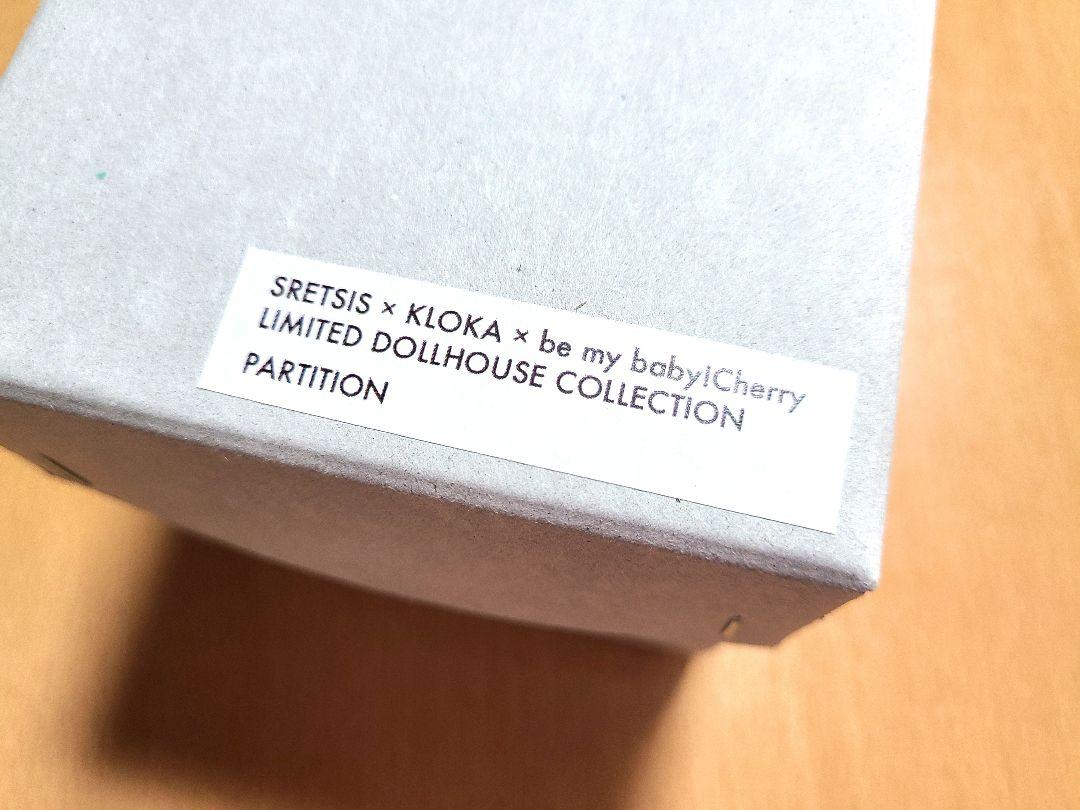 SRETSIS × KLOKA × be my baby!Cherry
LIMITED DOLLHOUSE COLLECTION
PARTITION